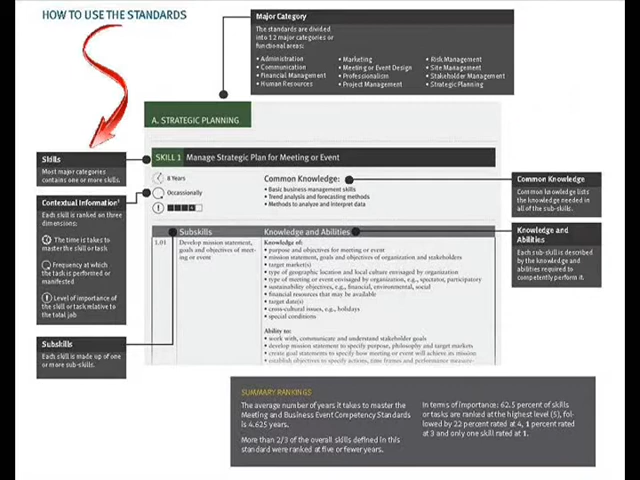 HOW TO USE THE STANDARDS
Major Category
The standards are divided
into 12 major categories or
functional areas:
• Administration
• Communication
• Financial Management
• Human Resources
• Marketing
• Meeting or Event Design
• Professionalism
• Project Management
• Risk Management
• Site Management
• Stakeholder Management
• Strategic Planning
A. STRATEGIC PLANNING
SKILL 1 Manage Strategic Plan for Meeting or Event
8 Years
Occasionally
Common Knowledge:
• Basic business management skills
• Trend analysis and forecasting methods
• Methods to analyze and interpret data
Subskills
Knowledge and Abilities
1.01
Develop mission statement,
goals and objectives of meet-
ing or event
Knowledge of:
• purpose and objectives for meeting or event
• mission statement, goals and objectives of organization and stakeholders
• target market(s)
• type of geographic location and local culture envisaged by organization
• type of meeting or event envisaged by organization, e.g., spectator, participatory
• sustainability objectives, e.g., financial, environmental, social
• financial resources that may be available
• target date(s)
• cross-cultural issues, e.g., holidays
• special conditions
Ability to:
• work with, communicate and understand stakeholder goals
• develop mission statement to specify purpose, philosophy and target markets
• create goal statements to specify how meeting or event will achieve its mission
• establish objectives to specify actions, time frames and performance measure-
Skills
Most major categories
contains one or more skills.
Contextual Information¹
Each skill is ranked on three
dimensions:
The time is takes to
master the skill or task
Frequency at which
the task is performed or
manifested
Level of importance of
the skill or task relative to
the total job
Subskills
Each skill is made up of one
or more sub-skills.
Common Knowledge
Common knowledge lists
the knowledge needed in
all of the sub-skills.
Knowledge and
Abilities
Each sub-skill is described
by the knowledge and
abilities required to
competently perform it.
SUMMARY RANKINGS
The average number of years it takes to master the
Meeting and Business Event Competency Standards
is 4.625 years.
More than 2/3 of the overall skills defined in this
standard were ranked at five or fewer years.
In terms of importance: 62.5 percent of skills
or tasks are ranked at the highest level (5), fol-
lowed by 22 percent rated at 4, 1 percent rated
at 3 and only one skill rated at 1.